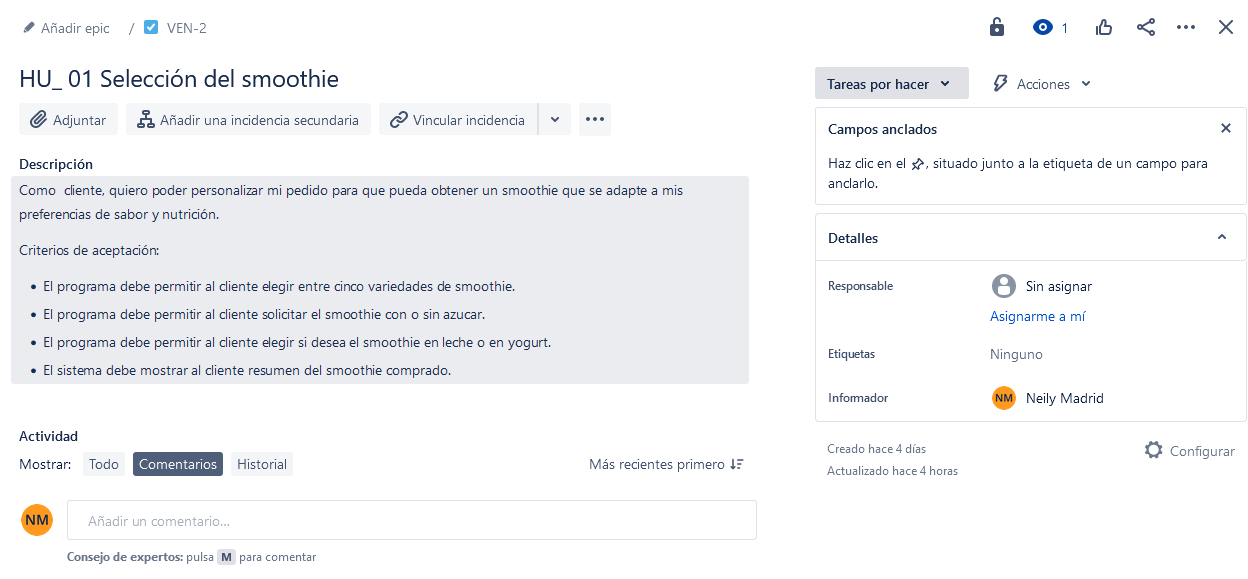 Añadir epic / VEN-2
1
HU_ 01 Selección del smoothie
Adjuntar
Añadir una incidencia secundaria
Vincular incidencia
Descripción
Como cliente, quiero poder personalizar mi pedido para que pueda obtener un smoothie que se adapte a mis
preferencias de sabor y nutrición.
Criterios de aceptación:
• El programa debe permitir al cliente elegir entre cinco variedades de smoothie.
• El programa debe permitir al cliente solicitar el smoothie con o sin azucar.
• El programa debe permitir al cliente elegir si desea el smoothie en leche o en yogurt.
• El sistema debe mostrar al cliente resumen del smoothie comprado.
Actividad
Mostrar: Todo Comentarios Historial
Más recientes primero
NM
Añadir un comentario...
Consejo de expertos: pulsa M para comentar
Tareas por hacer
Acciones
Campos anclados
Haz clic en el , situado junto a la etiqueta de un campo para
anclarlo.
Detalles
Responsable
Sin asignar
Asignarme a mí
Etiquetas
Ninguno
Informador
NM Neily Madrid
Creado hace 4 días
Actualizado hace 4 horas
Configurar